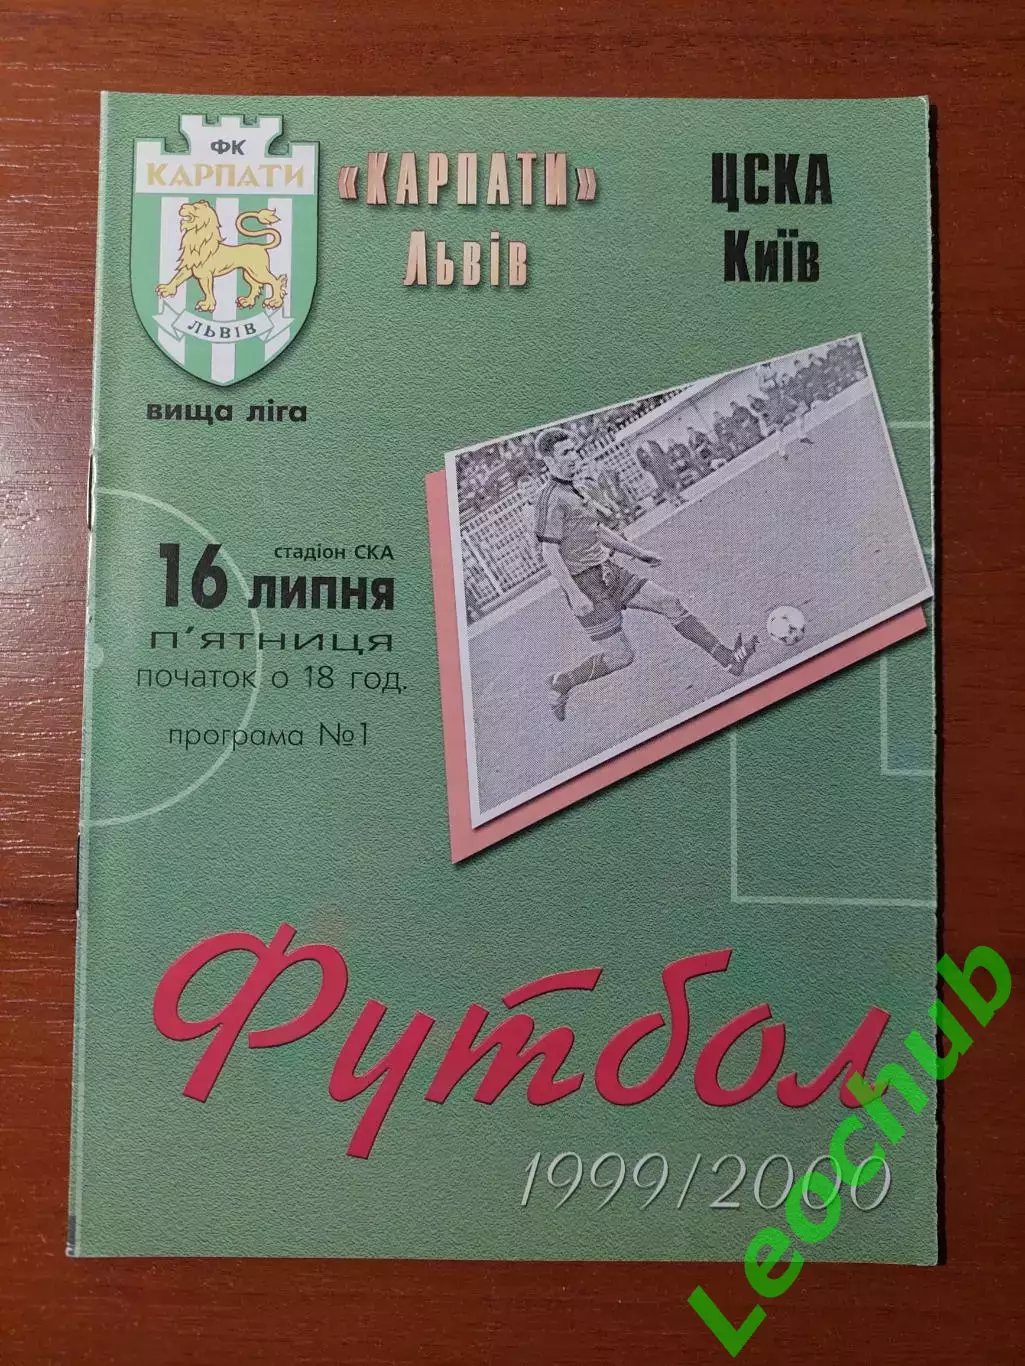 ФК
КАРПАТИ
ЛЬВІВ
вища ліга
«КАРПАТИ»
Львів
ЦСКА
Київ
стадіон СКА
16 липня
п'ятниця
початок о 18 год.
програма №1
Футбол
1999/2000
Leochub